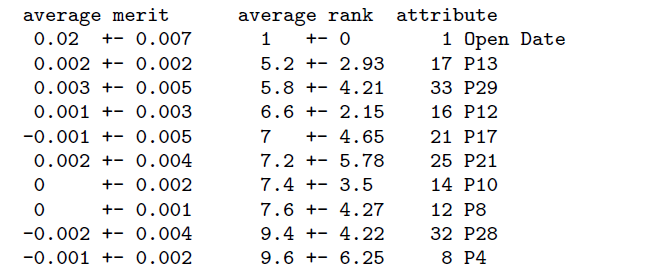 average merit      average rank  attribute
 0.02  +- 0.007      1   +- 0       1 Open Date
 0.002 +- 0.002      5.2 +- 2.93   17 P13
 0.003 +- 0.005      5.8 +- 4.21   33 P29
 0.001 +- 0.003      6.6 +- 2.15   16 P12
-0.001 +- 0.005      7   +- 4.65   21 P17
 0.002 +- 0.004      7.2 +- 5.78   25 P21
 0     +- 0.002      7.4 +- 3.5    14 P10
 0     +- 0.001      7.6 +- 4.27   12 P8
-0.002 +- 0.004      9.4 +- 4.22   32 P28
-0.001 +- 0.002      9.6 +- 6.25    8 P4